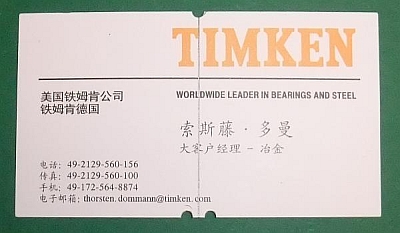 TIMKEN
美国铁姆肯公司
铁姆肯德国
WORLDWIDE LEADER IN BEARINGS AND STEEL
索斯藤·多曼
大客户经理－冶金
电话: 49-2129-560-156
传真: 49-2129-560-100
手机: 49-172-564-8874
电子邮箱: thorsten.dommann@timken.com